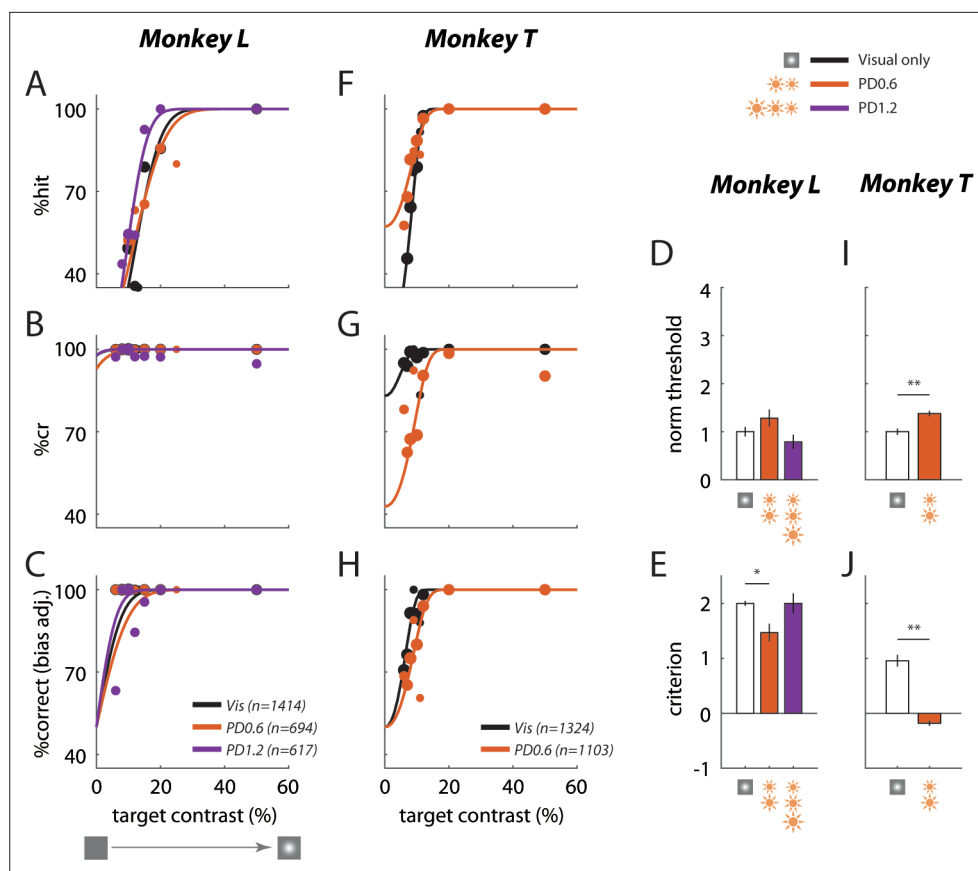 Monkey L
Monkey T
Visual only
PD0.6
PD1.2
A
100
70
40
%hit
F
B
100
70
40
%cr
G
C
100
70
40
%correct (bias adj.)
Vis (n=1414)
PD0.6 (n=694)
PD1.2 (n=617)
0 20 40 60
target contrast (%)
H
Vis (n=1324)
PD0.6 (n=1103)
0 20 40 60
target contrast (%)
Monkey L
Monkey T
D
4
3
2
1
0
norm threshold
I
**
E
*
2
1
0
-1
criterion
J
**